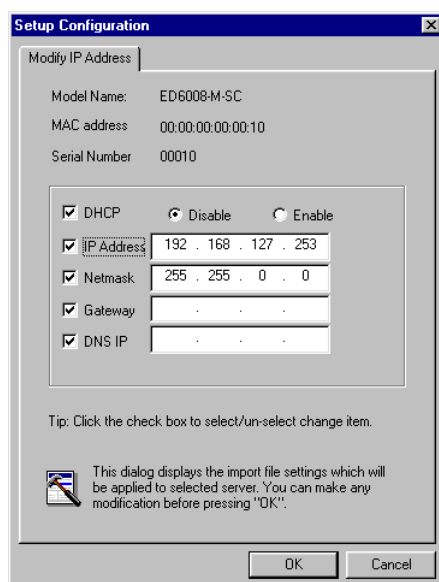 Setup Configuration
Modify IP Address
Model Name: ED6008-M-SC
MAC address 00:00:00:00:00:10
Serial Number 00010
DHCP Disable Enable
IP Address 192 . 168 . 127 . 253
Netmask 255 . 255 . 0 . 0
Gateway . . .
DNS IP . . .
Tip: Click the check box to select/un-select change item.
This dialog displays the import file settings which will
be applied to selected server. You can make any
modification before pressing "OK".
OK Cancel